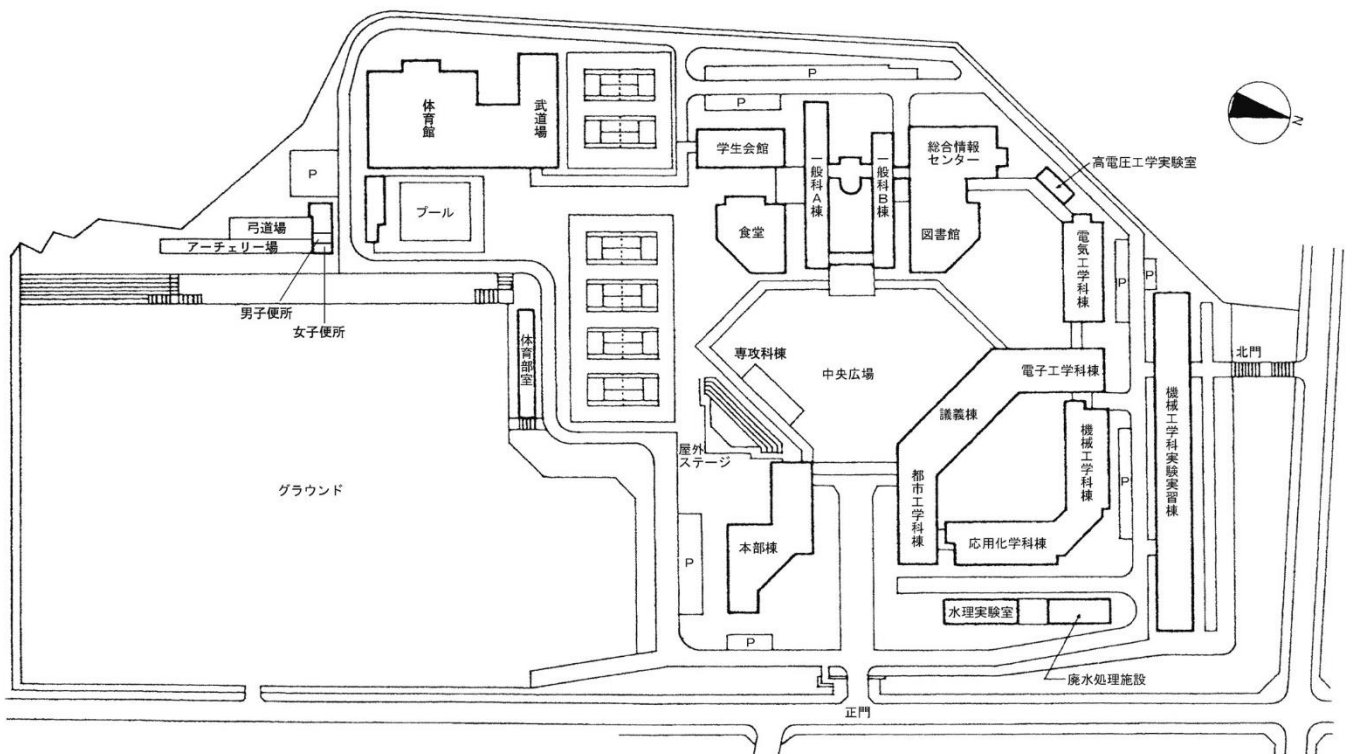 P
体育館
武道場
P
学生会館
一般科A棟
一般科B棟
総合情報
センター
高電圧工学実験室
N
P
プール
弓道場
アーチェリー場
食堂
図書館
電気工学科棟
P
P
男子便所
女子便所
体育部室
専攻科棟
中央広場
電子工学科棟
北門
議義棟
機械工学科棟
機械工学科実験実習棟
屋外
ステージ
グラウンド
都市工学科棟
P
本部棟
応用化学科棟
P
水理実験室
P
廃水処理施設
正門